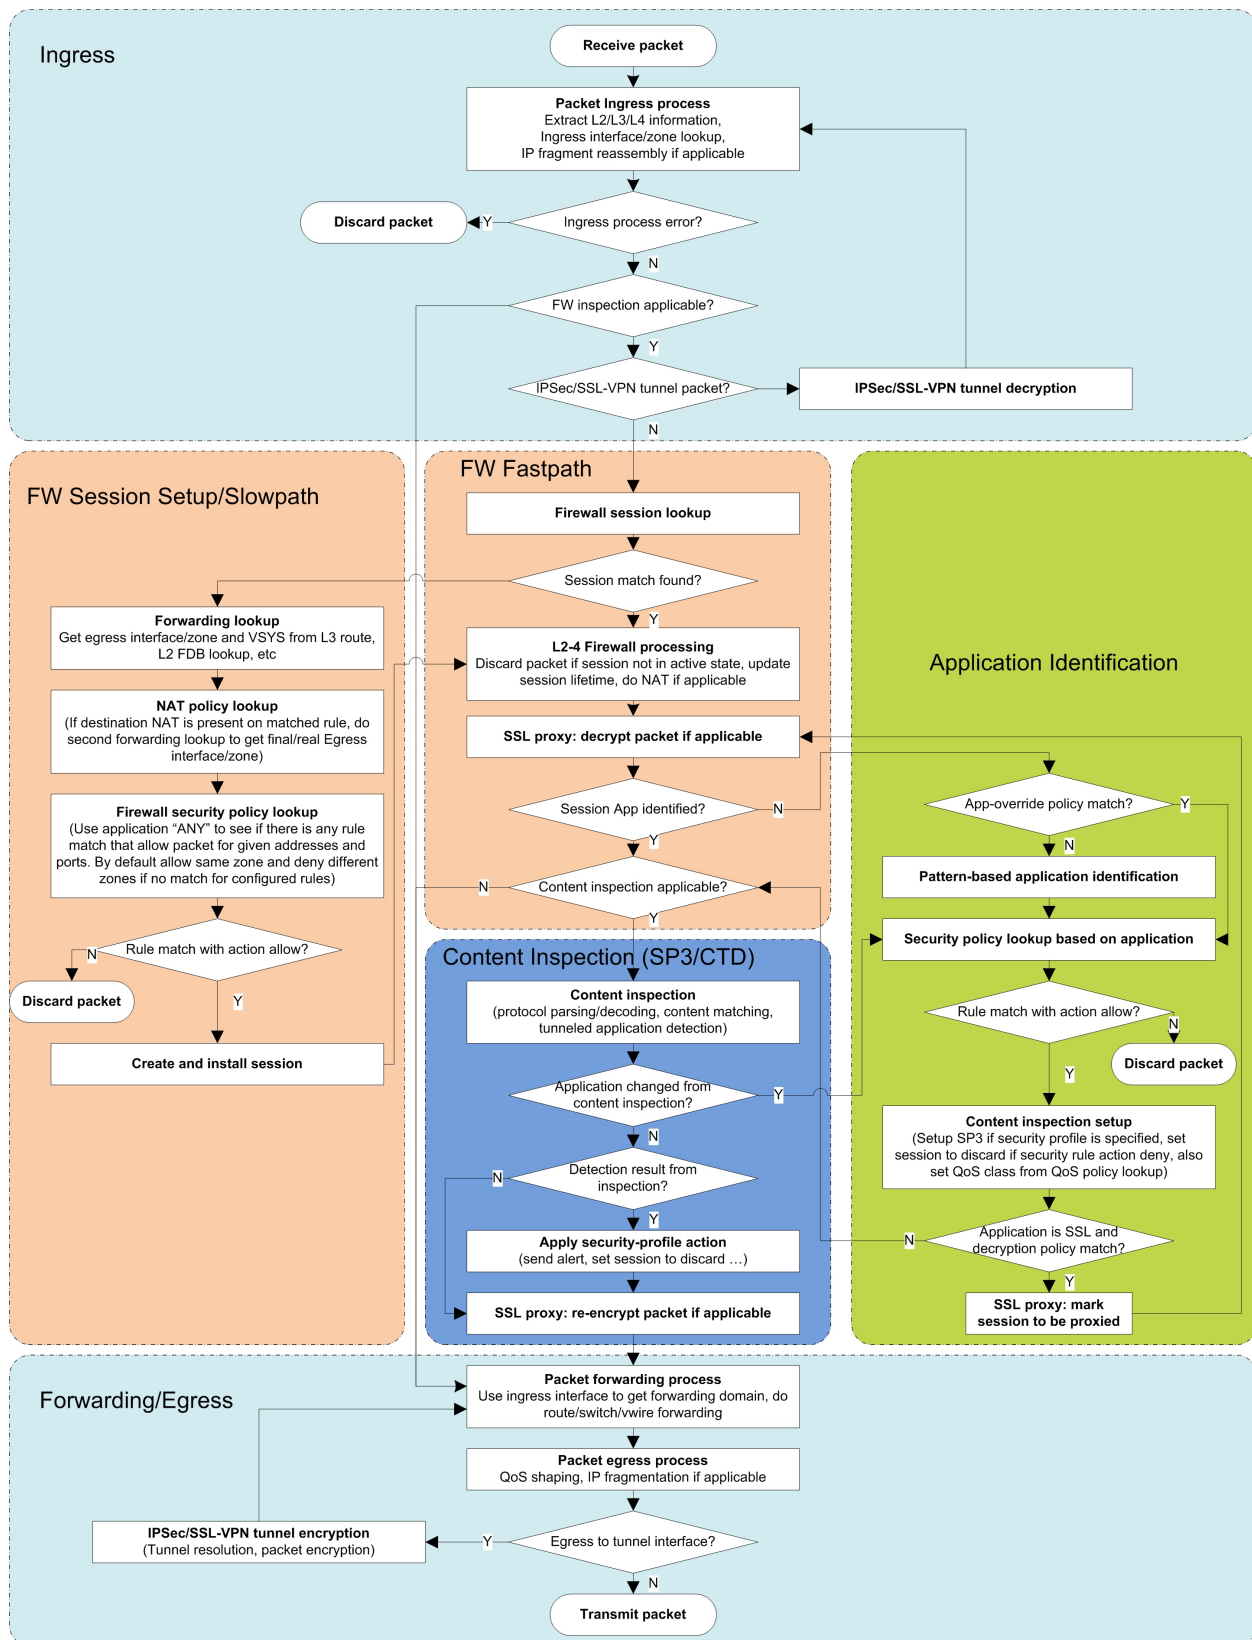 Ingress
Receive packet
Packet Ingress process
Extract L2/L3/L4 information,
Ingress interface/zone lookup,
IP fragment reassembly if applicable
Discard packet
Y
Ingress process error?
N
FW inspection applicable?
Y
IPSec/SSL-VPN tunnel packet?
IPSec/SSL-VPN tunnel decryption
N
FW Session Setup/Slowpath
Forwarding lookup
Get egress interface/zone and VSYS from L3 route,
L2 FDB lookup, etc
NAT policy lookup
(If destination NAT is present on matched rule, do
second forwarding lookup to get final/real Egress
interface/zone)
Firewall security policy lookup
(Use application “ANY” to see if there is any rule
match that allow packet for given addresses and
ports. By default allow same zone and deny different
zones if no match for configured rules)
Rule match with action allow?
N
Discard packet
Y
Create and install session
FW Fastpath
Firewall session lookup
Session match found?
Y
L2-4 Firewall processing
Discard packet if session not in active state, update
session lifetime, do NAT if applicable
SSL proxy: decrypt packet if applicable
Session App identified?
N
Y
Content inspection applicable?
N
Y
Application Identification
App-override policy match?
Y
N
Pattern-based application identification
Security policy lookup based on application
Rule match with action allow?
N
Discard packet
Y
Content inspection setup
(Setup SP3 if security profile is specified, set
session to discard if security rule action deny, also
set QoS class from QoS policy lookup)
Application is SSL and
decryption policy match?
N
Y
SSL proxy: mark
session to be proxied
Content Inspection (SP3/CTD)
Content inspection
(protocol parsing/decoding, content matching,
tunneled application detection)
Application changed from
content inspection?
Y
N
Detection result from
inspection?
N
Y
Apply security-profile action
(send alert, set session to discard …)
SSL proxy: re-encrypt packet if applicable
Forwarding/Egress
Packet forwarding process
Use ingress interface to get forwarding domain, do
route/switch/vwire forwarding
Packet egress process
QoS shaping, IP fragmentation if applicable
IPSec/SSL-VPN tunnel encryption
(Tunnel resolution, packet encryption)
Y
Egress to tunnel interface?
N
Transmit packet